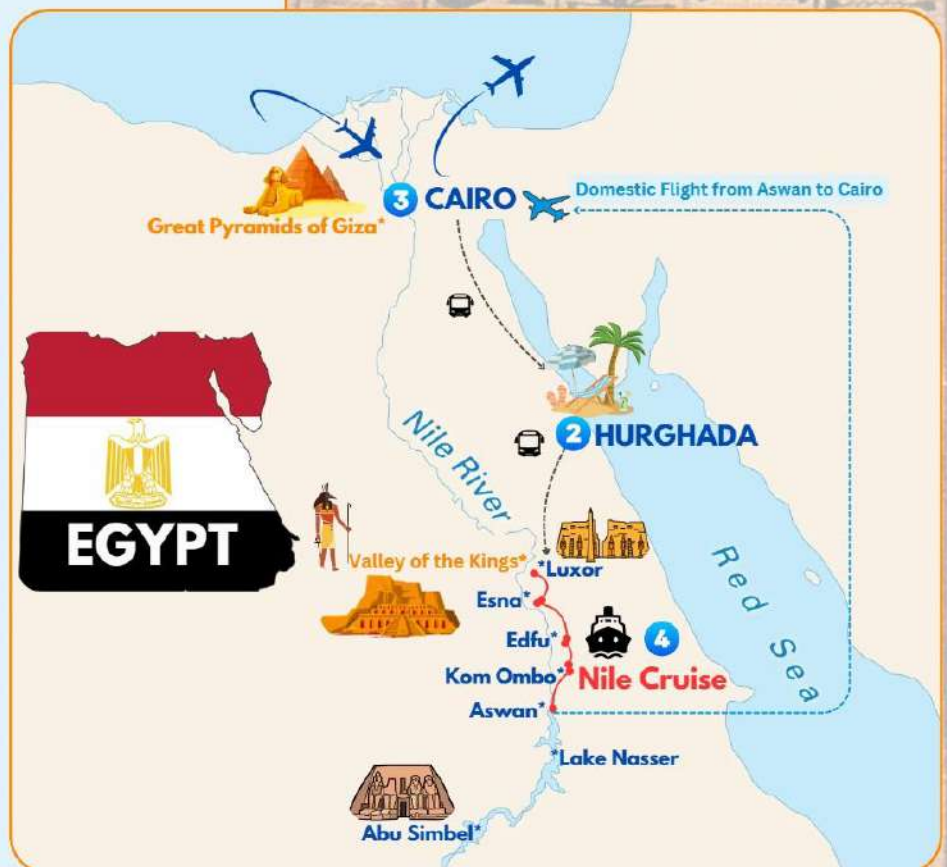 3 CAIRO
Domestic Flight from Aswan to Cairo
Great Pyramids of Giza*
2 HURGHADA
Nile River
EGYPT
Red Sea
Valley of the Kings*
*Luxor
Esna*
Edfu*
4
Kom Ombo*
Nile Cruise
Aswan*
*Lake Nasser
Abu Simbel*